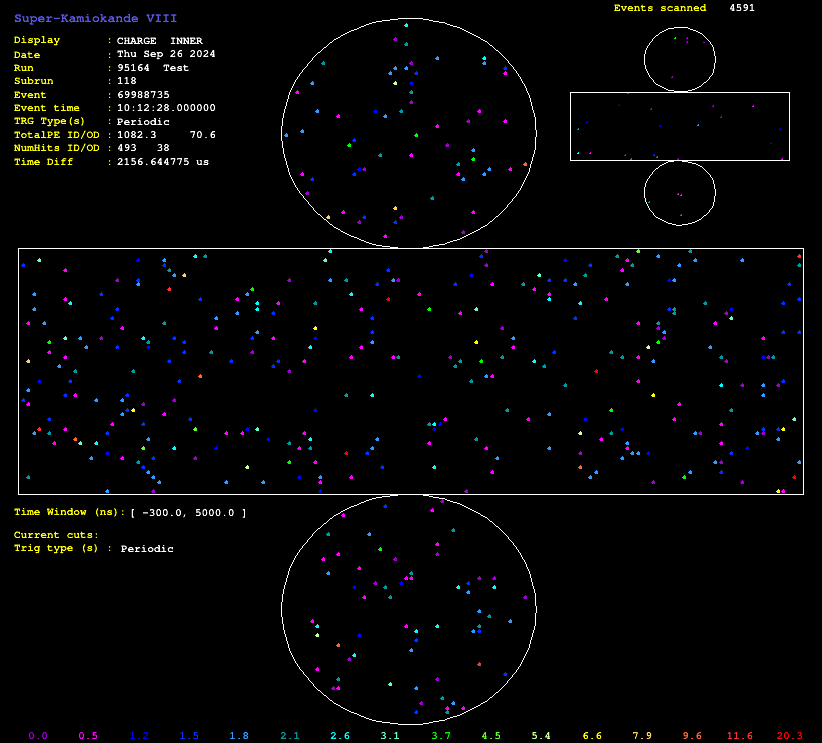 Super-Kamiokande VIII
Events scanned 4591
Display : CHARGE INNER
Date : Thu Sep 26 2024
Run : 95164 Test
Subrun : 118
Event : 69988735
Event time : 10:12:28.000000
TRG Type(s) : Periodic
TotalPE ID/OD : 1082.3 70.6
NumHits ID/OD : 493 38
Time Diff : 2156.644775 us
Time Window (ns): [ -300.0, 5000.0 ]
Current cuts:
Trig type (s) : Periodic
0.0 0.5 1.2 1.5 1.8 2.1 2.6 3.1 3.7 4.5 5.4 6.6 7.9 9.6 11.6 20.3